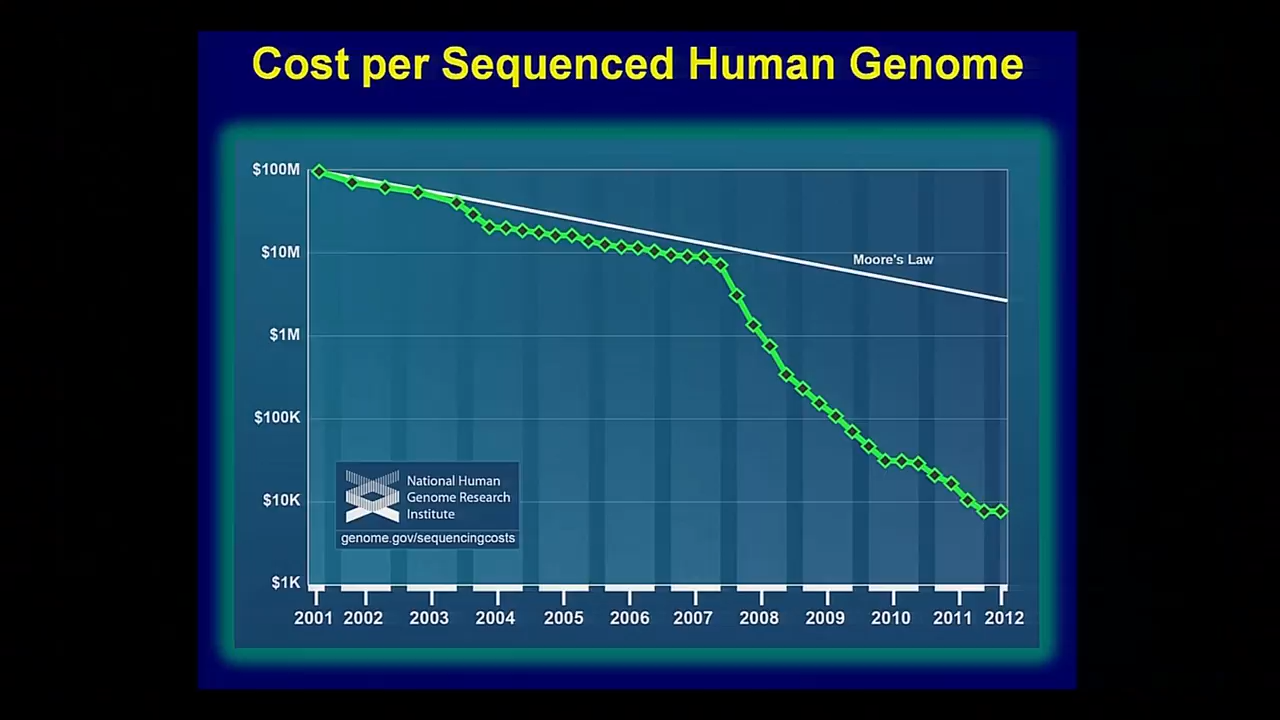 Cost per Sequenced Human Genome
$100M
$10M
Moore's Law
$1M
$100K
National Human
Genome Research
Institute
$10K
genome.gov/sequencingcosts
$1K
2001 2002 2003 2004 2005 2006 2007 2008 2009 2010 2011 2012